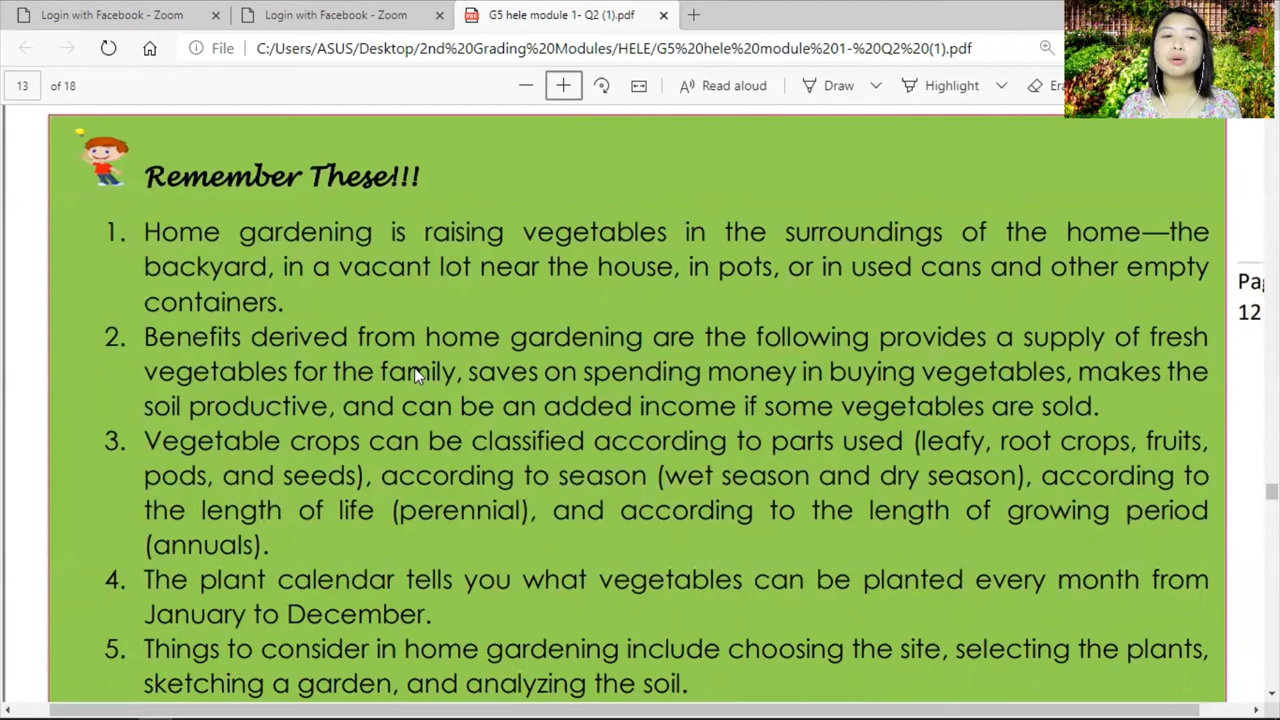 Login with Facebook - Zoom
Login with Facebook - Zoom
G5 hele module 1- Q2 (1).pdf
File
C:/Users/ASUS/Desktop/2nd%20Grading%20Modules/HELE/G5%20hele%20module%201-%20Q2%20(1).pdf
13 of 18
Read aloud
Draw
Highlight
Era
Remember These!!!
1. Home gardening is raising vegetables in the surroundings of the home—the
backyard, in a vacant lot near the house, in pots, or in used cans and other empty
containers.
2. Benefits derived from home gardening are the following provides a supply of fresh
vegetables for the family, saves on spending money in buying vegetables, makes the
soil productive, and can be an added income if some vegetables are sold.
3. Vegetable crops can be classified according to parts used (leafy, root crops, fruits,
pods, and seeds), according to season (wet season and dry season), according to
the length of life (perennial), and according to the length of growing period
(annuals).
4. The plant calendar tells you what vegetables can be planted every month from
January to December.
5. Things to consider in home gardening include choosing the site, selecting the plants,
sketching a garden, and analyzing the soil.
Pag
12